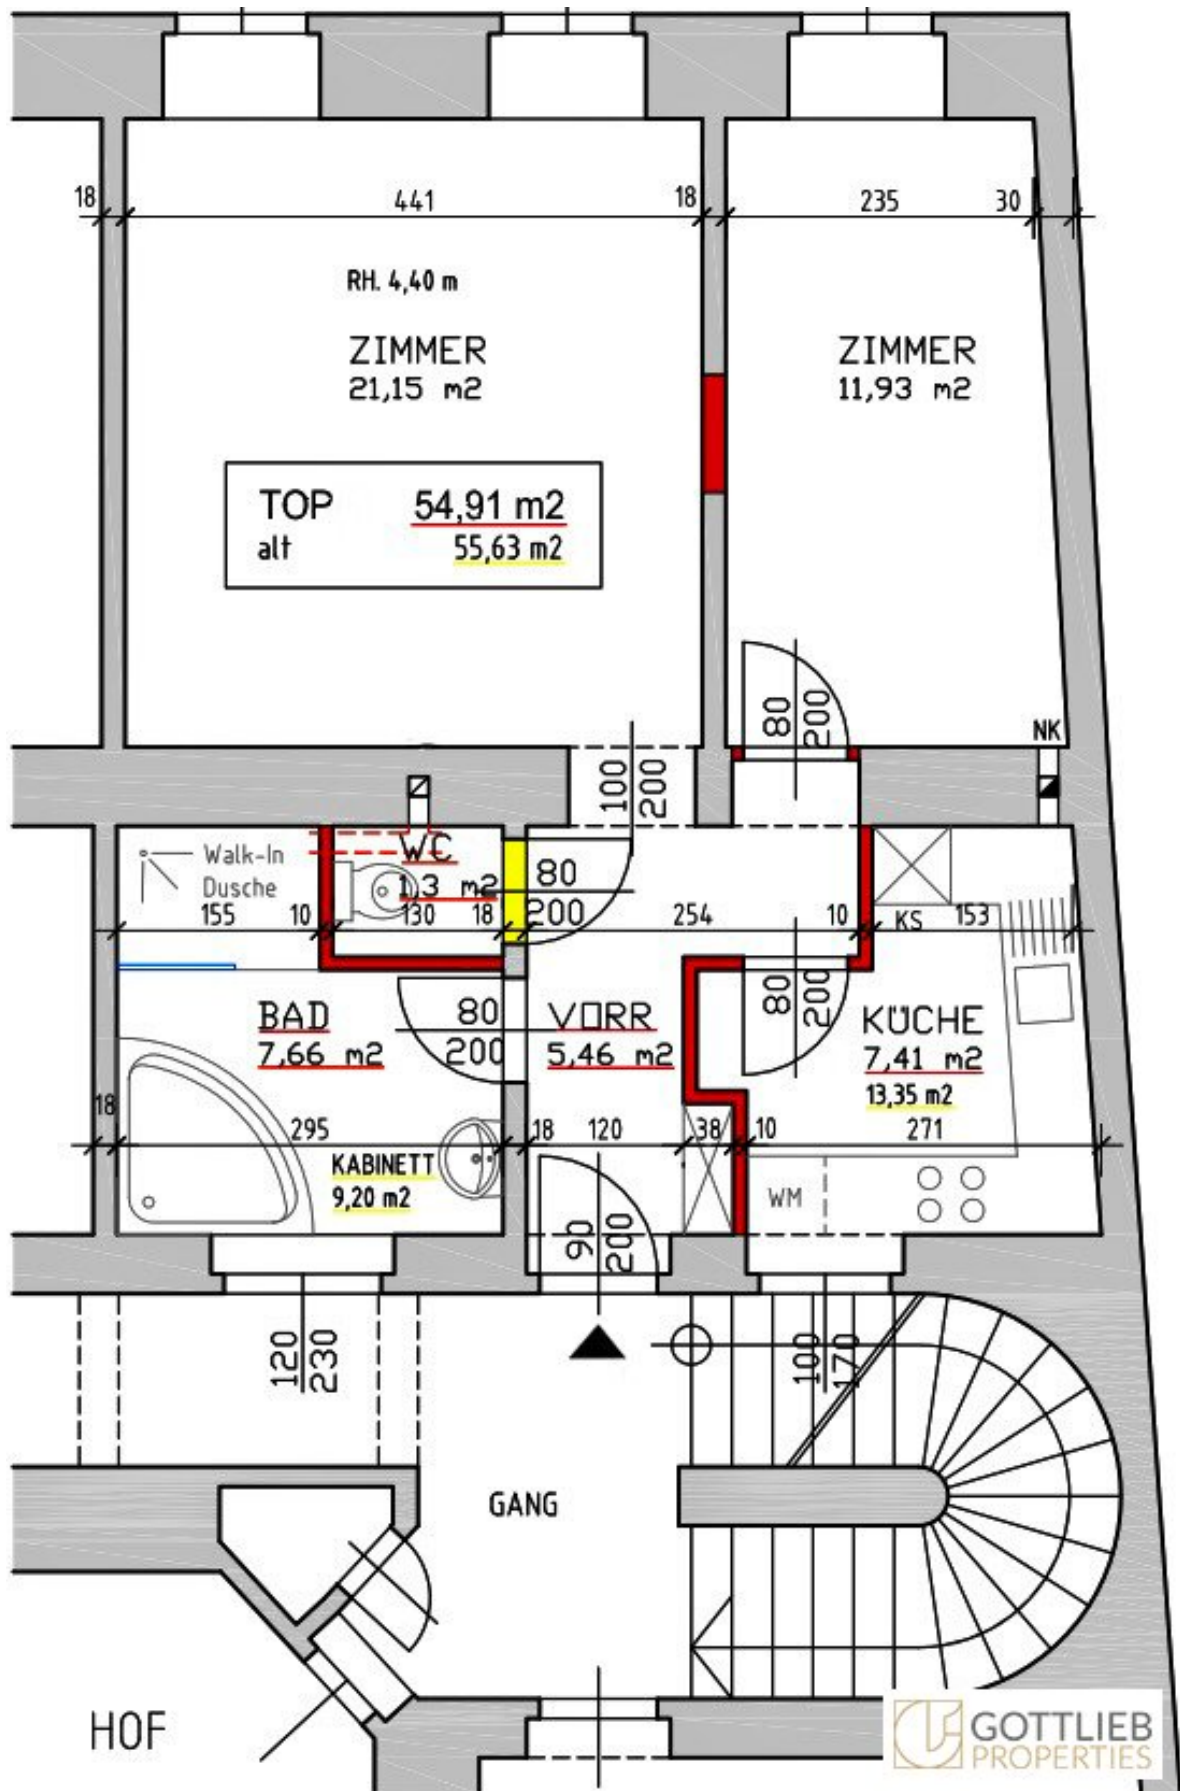 18
441
18
235
30
RH. 4,40 m
ZIMMER
21,15 m2
ZIMMER
11,93 m2
TOP 54,91 m2
alt 55,63 m2
80
200
NK
100
200
WC
1,3 m2
Walk-In
Dusche
80
200
155
10
130
18
254
10
KS
153
BAD
7,66 m2
80
200
VORR
5,46 m2
80
200
KÜCHE
7,41 m2
13,35 m2
18
295
18
120
38
10
271
KABINETT
9,20 m2
WM
90
200
120
230
100
170
GANG
HOF
GOTTLIEB
PROPERTIES